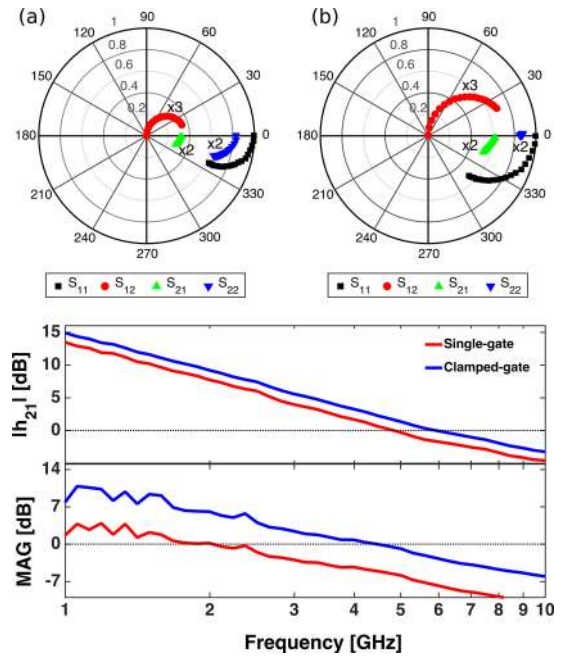 (a)
90
120
60
1
0.8
0.6
0.4
0.2
150
30
x3
180
0
x2
x2
210
330
240
300
270
S11 S12 S21 S22
(b)
90
120
60
1
0.8
0.6
0.4
0.2
150
30
x3
180
0
x2
x2
210
330
240
300
270
S11 S12 S21 S22
|h21| [dB]
15
10
5
0
Single-gate
Clamped-gate
MAG [dB]
14
7
0
-7
1 2 3 4 5 6 7 8 9 10
Frequency [GHz]